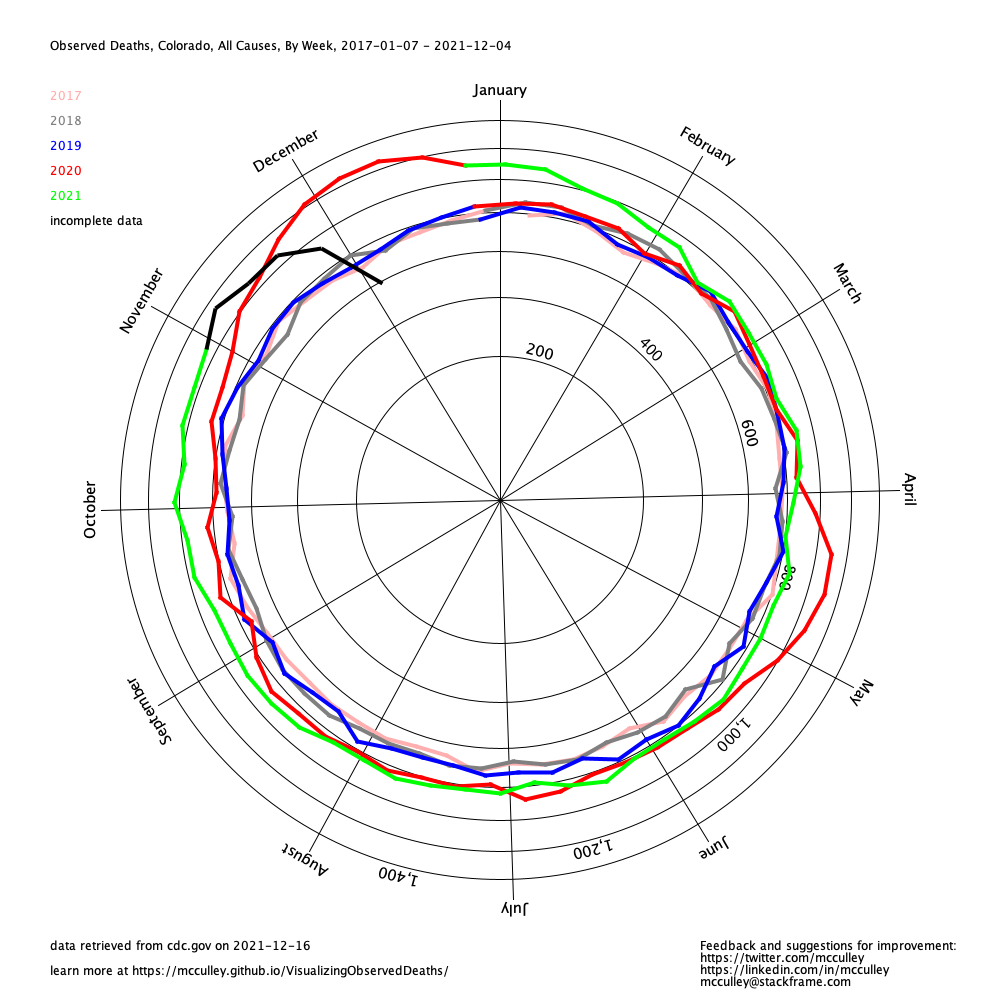 Observed Deaths, Colorado, All Causes, By Week, 2017-01-07 - 2021-12-04
2017
2018
2019
2020
2021
incomplete data
January
February
March
April
May
June
July
August
September
October
November
December
200
400
600
800
1,000
1,200
1,400
data retrieved from cdc.gov on 2021-12-16
learn more at https://mcculley.github.io/VisualizingObservedDeaths/
Feedback and suggestions for improvement:
https://twitter.com/mcculley
https://linkedin.com/in/mcculley
mcculley@stackframe.com